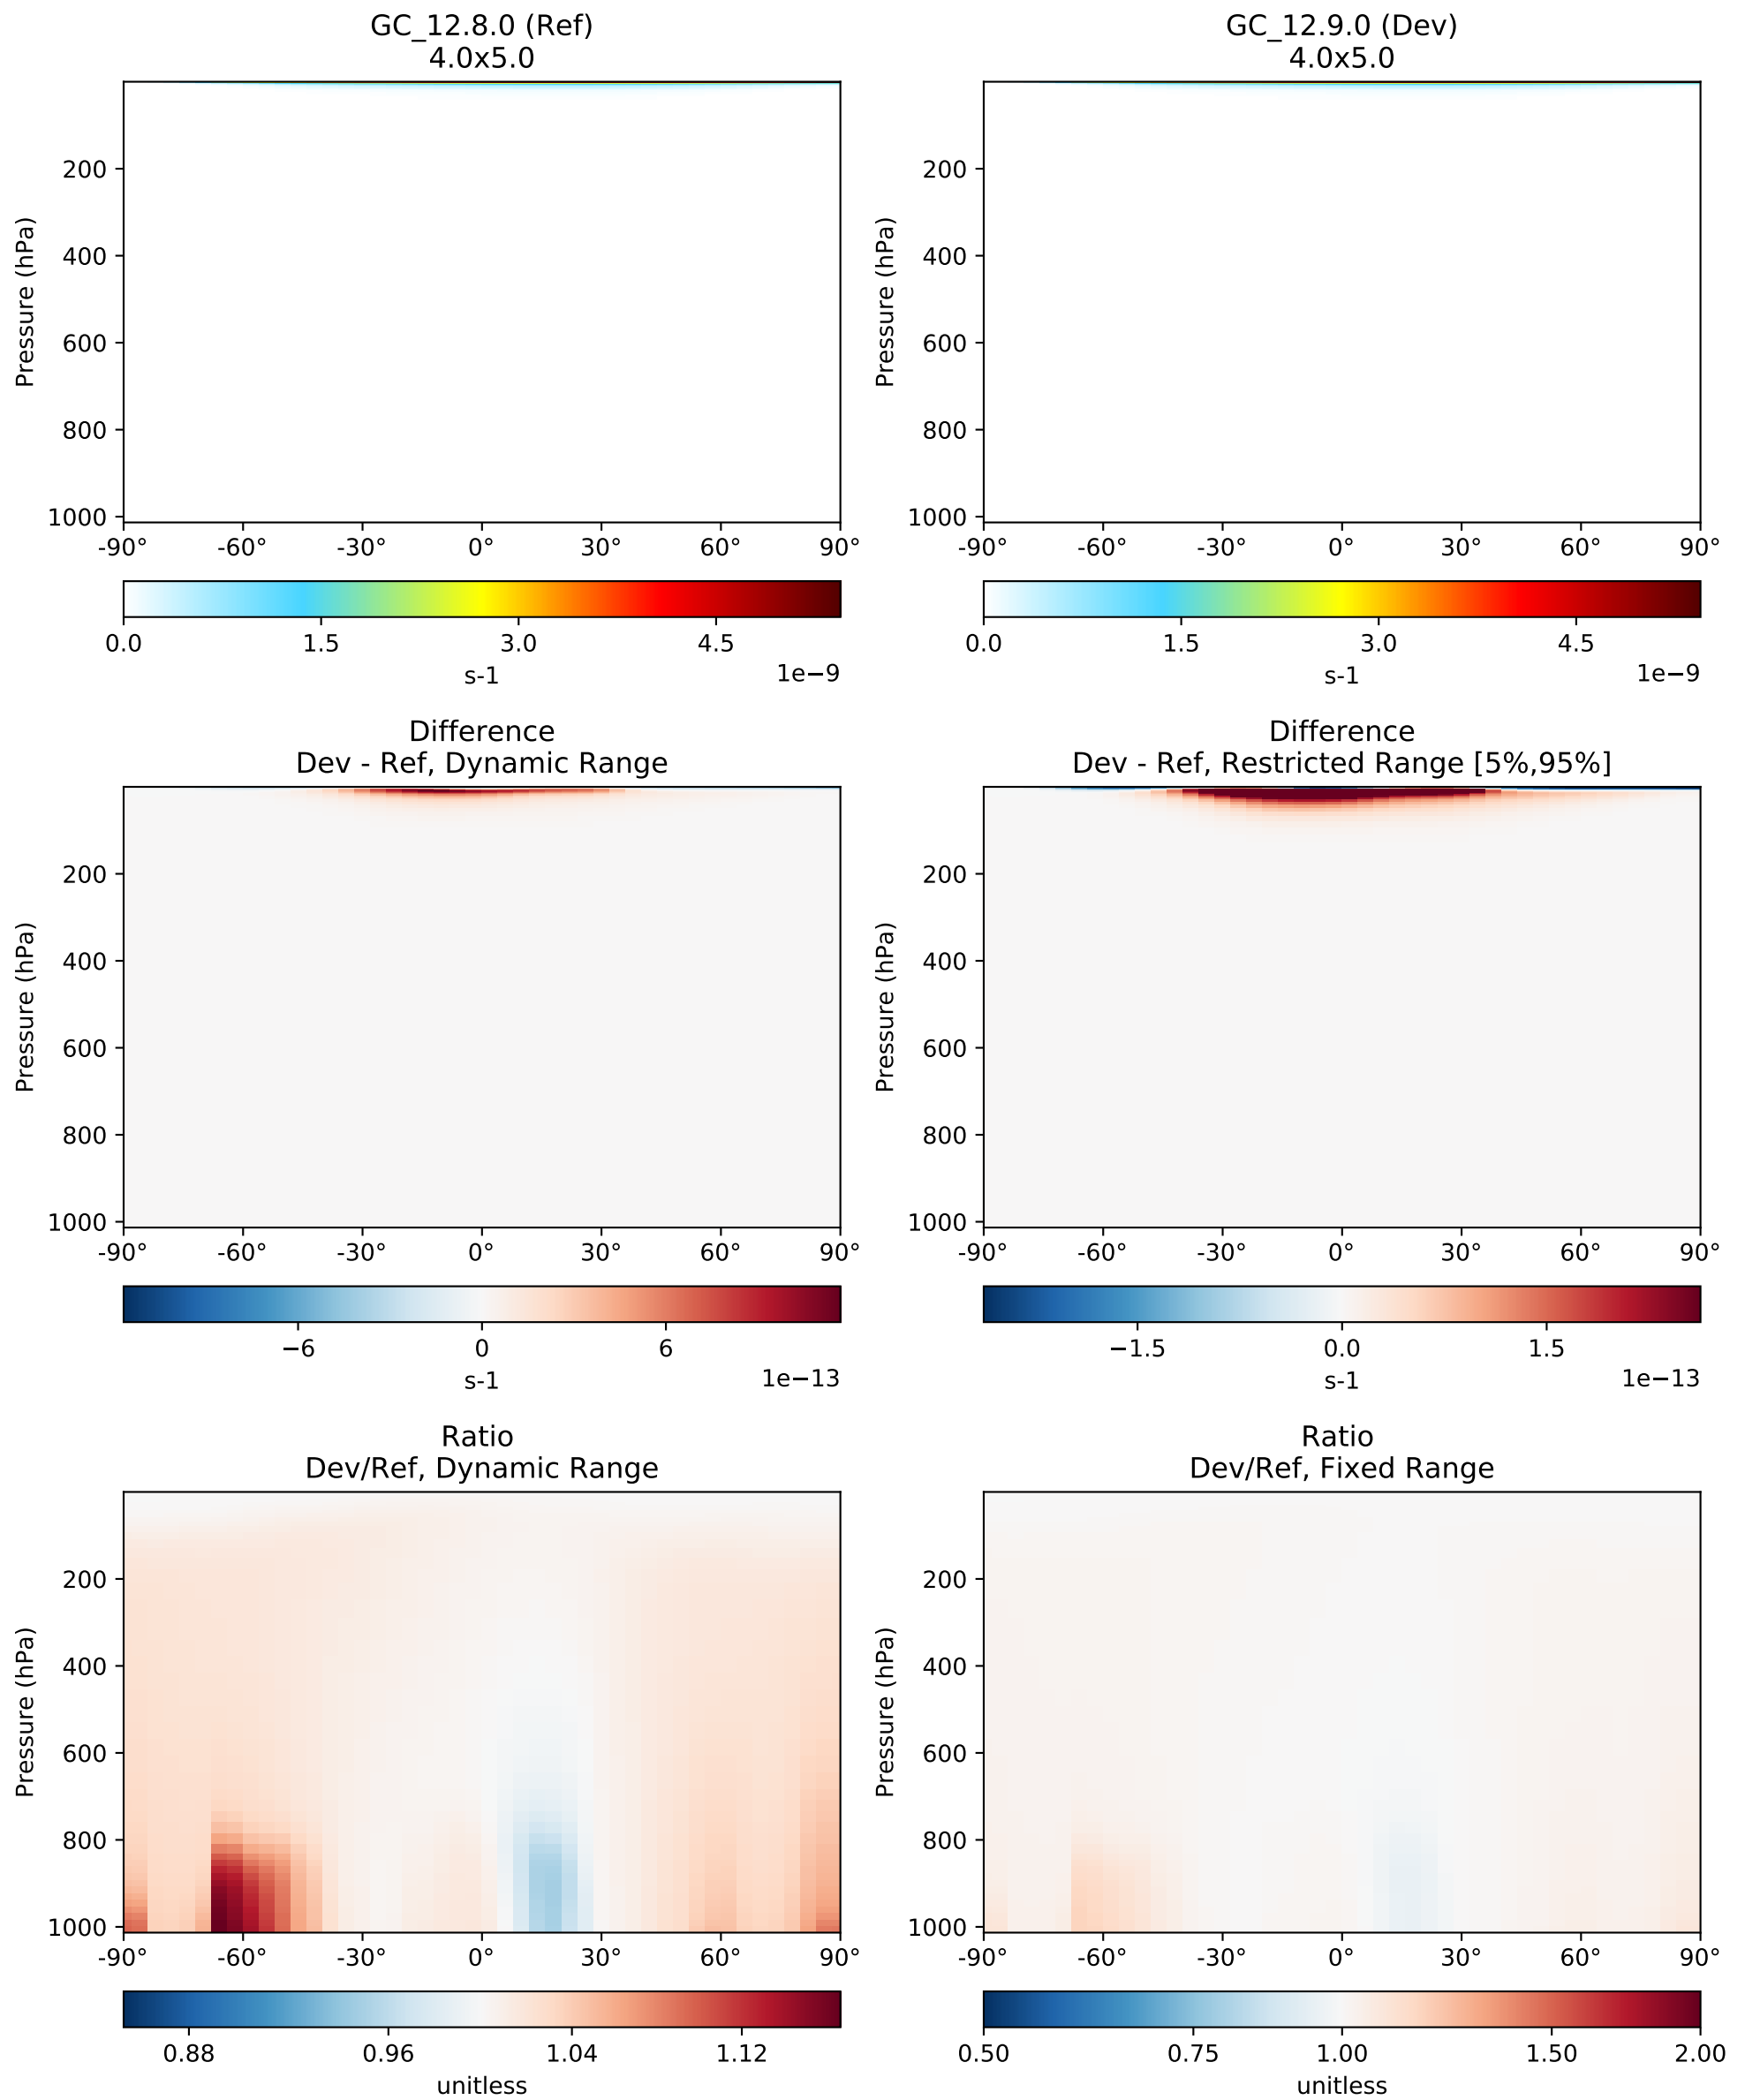 GC_12.8.0 (Ref)
4.0x5.0
Pressure (hPa)
200
400
600
800
1000
-90° -60° -30° 0° 30° 60° 90°
0.0 1.5 3.0 4.5
s-1
1e−9
GC_12.9.0 (Dev)
4.0x5.0
Pressure (hPa)
200
400
600
800
1000
-90° -60° -30° 0° 30° 60° 90°
0.0 1.5 3.0 4.5
s-1
1e−9
Difference
Dev - Ref, Dynamic Range
Pressure (hPa)
200
400
600
800
1000
-90° -60° -30° 0° 30° 60° 90°
−6 0 6
s-1
1e−13
Difference
Dev - Ref, Restricted Range [5%,95%]
Pressure (hPa)
200
400
600
800
1000
-90° -60° -30° 0° 30° 60° 90°
−1.5 0.0 1.5
s-1
1e−13
Ratio
Dev/Ref, Dynamic Range
Pressure (hPa)
200
400
600
800
1000
-90° -60° -30° 0° 30° 60° 90°
0.88 0.96 1.04 1.12
unitless
Ratio
Dev/Ref, Fixed Range
Pressure (hPa)
200
400
600
800
1000
-90° -60° -30° 0° 30° 60° 90°
0.50 0.75 1.00 1.50 2.00
unitless